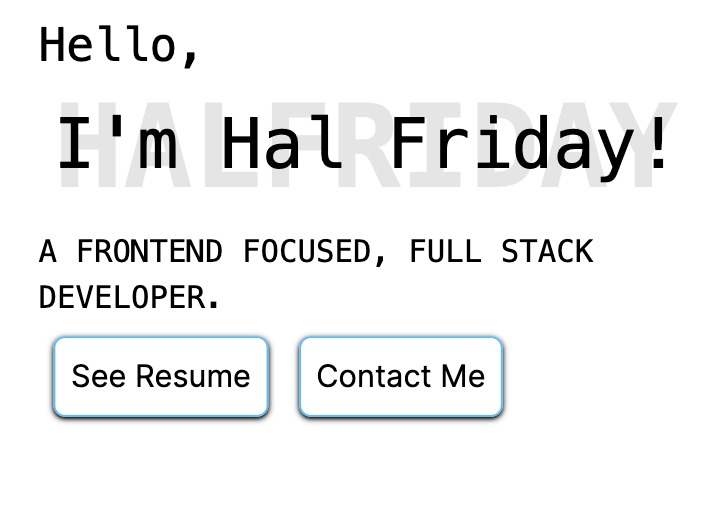 Hello,
HALFRIDAY
I'm Hal Friday!
A FRONTEND FOCUSED, FULL STACK
DEVELOPER.
See Resume
Contact Me